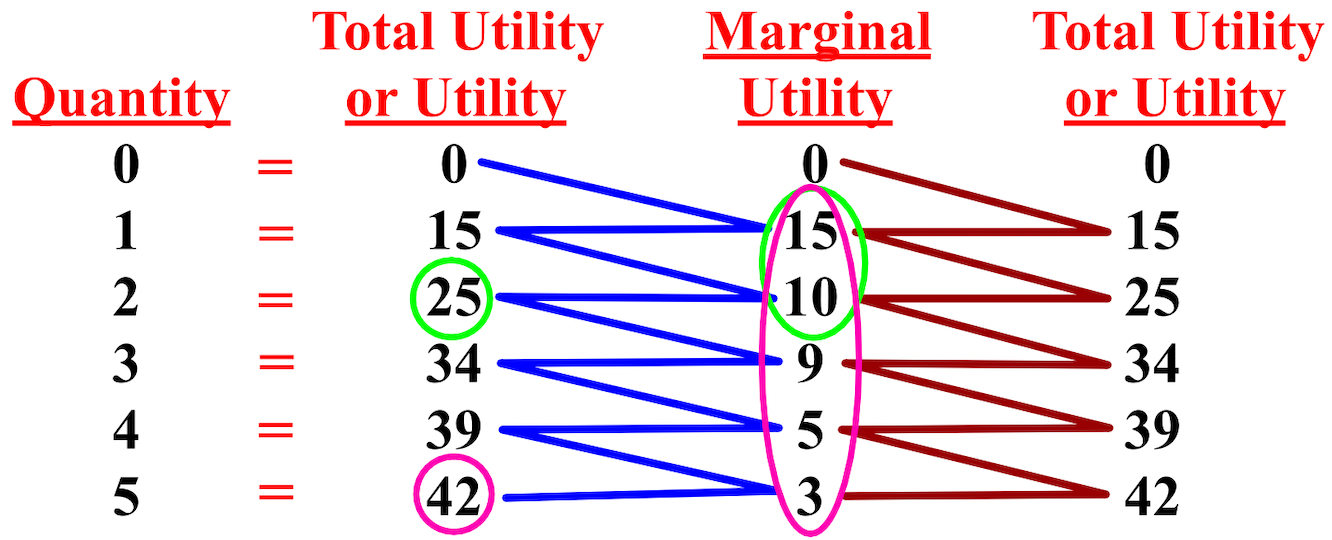 Total Utility Marginal Total Utility
Quantity or Utility Utility or Utility
0 = 0 0 0
1 = 15 15 15
2 = 25 10 25
3 = 34 9 34
4 = 39 5 39
5 = 42 3 42